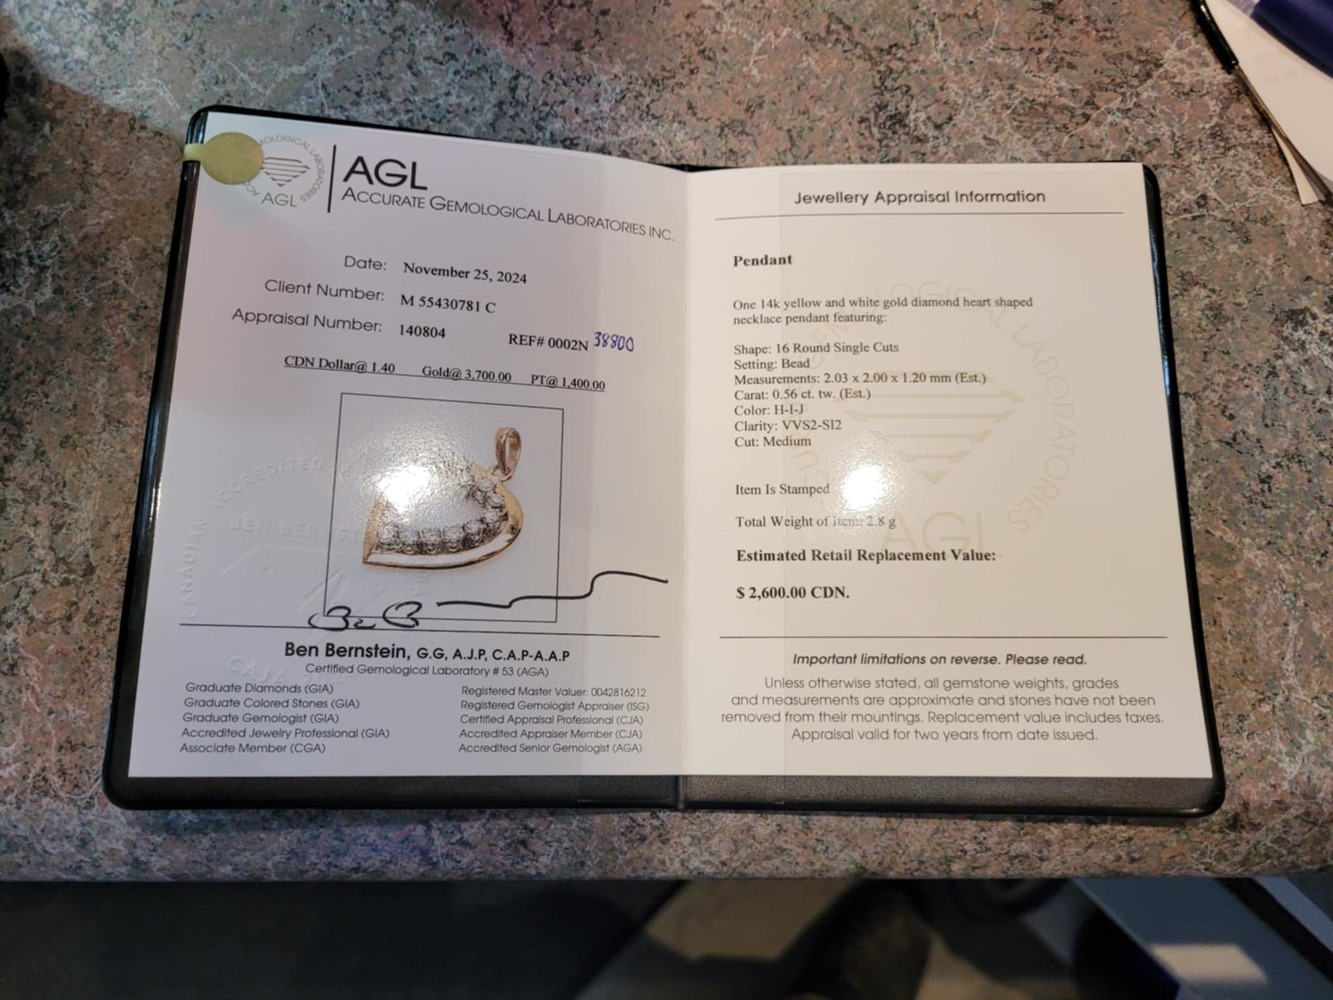 AGL
AGL
ACCURATE GEMOLOGICAL LABORATORIES INC.
Date: November 25, 2024
Client Number: M 55430781 C
Appraisal Number: 140804
REF# 0002N 38800
CDN Dollar@ 1.40 Gold@ 3,700.00 PT@ 1,400.00
Ben Bernstein, G.G, A.J.P, C.A.P-A.A.P
Certified Gemological Laboratory # 53 (AGA)
Graduate Diamonds (GIA)
Graduate Colored Stones (GIA)
Graduate Gemologist (GIA)
Accredited Jewelry Professional (GIA)
Associate Member (CGA)
Registered Master Valuer: 0042816212
Registered Gemologist Appraiser (ISG)
Certified Appraisal Professional (CJA)
Accredited Appraiser Member (CJA)
Accredited Senior Gemologist (AGA)
Jewellery Appraisal Information
Pendant
One 14k yellow and white gold diamond heart shaped
necklace pendant featuring:
Shape: 16 Round Single Cuts
Setting: Bead
Measurements: 2.03 x 2.00 x 1.20 mm (Est.)
Carat: 0.56 ct. tw. (Est.)
Color: H-I-J
Clarity: VVS2-SI2
Cut: Medium
Item Is Stamped
Total Weight of Item: 2.8 g
Estimated Retail Replacement Value:
$ 2,600.00 CDN.
Important limitations on reverse. Please read.
Unless otherwise stated, all gemstone weights, grades
and measurements are approximate and stones have not been
removed from their mountings. Replacement value includes taxes.
Appraisal valid for two years from date issued.
AGL